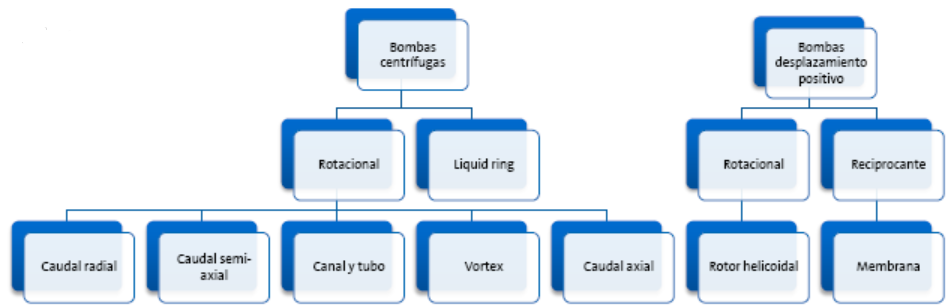 Bombas
centrífugas
Bombas
desplazamiento
positivo
Rotacional
Liquid ring
Rotacional
Reciprocante
Caudal radial
Caudal semi-
axial
Canal y tubo
Vortex
Caudal axial
Rotor helicoidal
Membrana